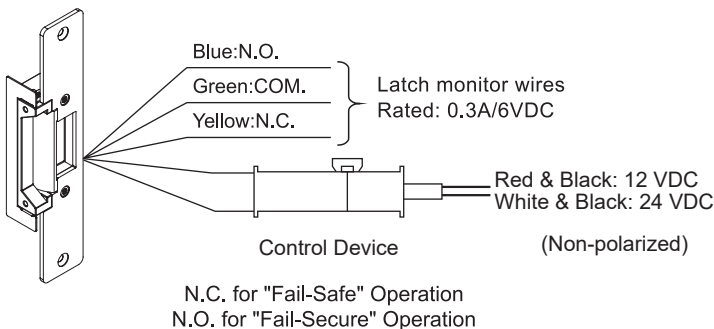 Blue:N.O.
Green:COM.
Yellow:N.C.
Latch monitor wires
Rated: 0.3A/6VDC
Red & Black: 12 VDC
White & Black: 24 VDC
(Non-polarized)
Control Device
N.C. for "Fail-Safe" Operation
N.O. for "Fail-Secure" Operation